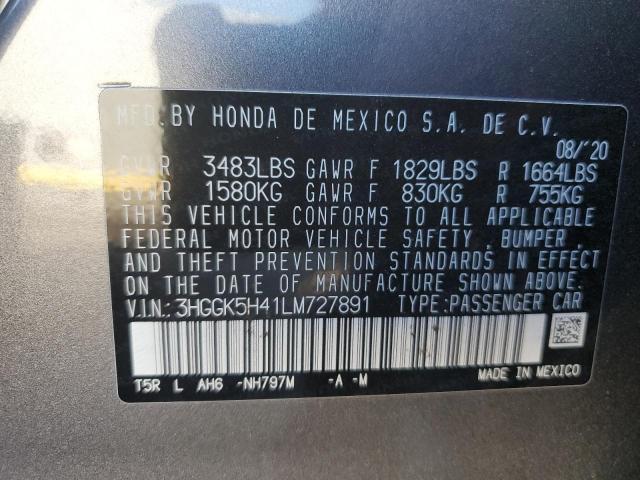 MFD.BY HONDA DE MEXICO S.A. DE C.V.
08/'20
GVWR 3483LBS GAWR F 1829LBS R 1664LBS
GVWR 1580KG GAWR F 830KG R 755KG
THIS VEHICLE CONFORMS TO ALL APPLICABLE
FEDERAL MOTOR VEHICLE SAFETY , BUMPER ,
AND THEFT PREVENTION STANDARDS IN EFFECT
ON THE DATE OF MANUFACTURE SHOWN ABOVE.
V.I.N.: 3HGGK5H41LM727891 TYPE:PASSENGER CAR
T5R L AH6 -NH797M -A -M
MADE IN MEXICO